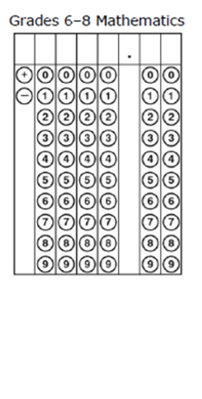 Grades 6–8 Mathematics
.
+ 0 0 0 0 0 0
− 1 1 1 1 1 1
2 2 2 2 2 2
3 3 3 3 3 3
4 4 4 4 4 4
5 5 5 5 5 5
6 6 6 6 6 6
7 7 7 7 7 7
8 8 8 8 8 8
9 9 9 9 9 9